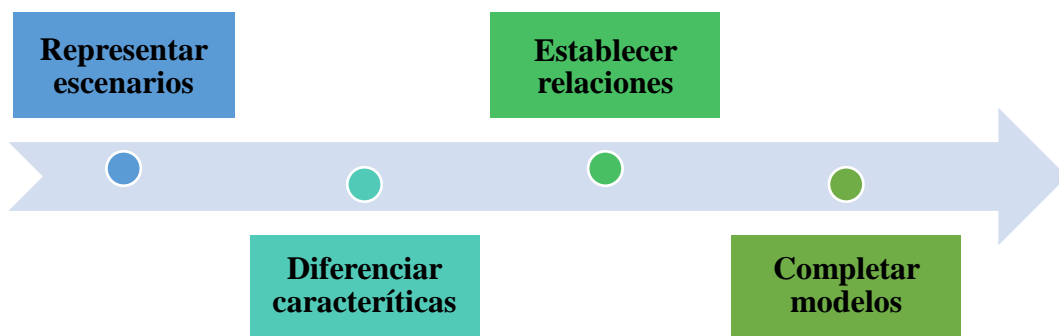 Representar
escenarios
Diferenciar
caracteríticas
Establecer
relaciones
Completar
modelos